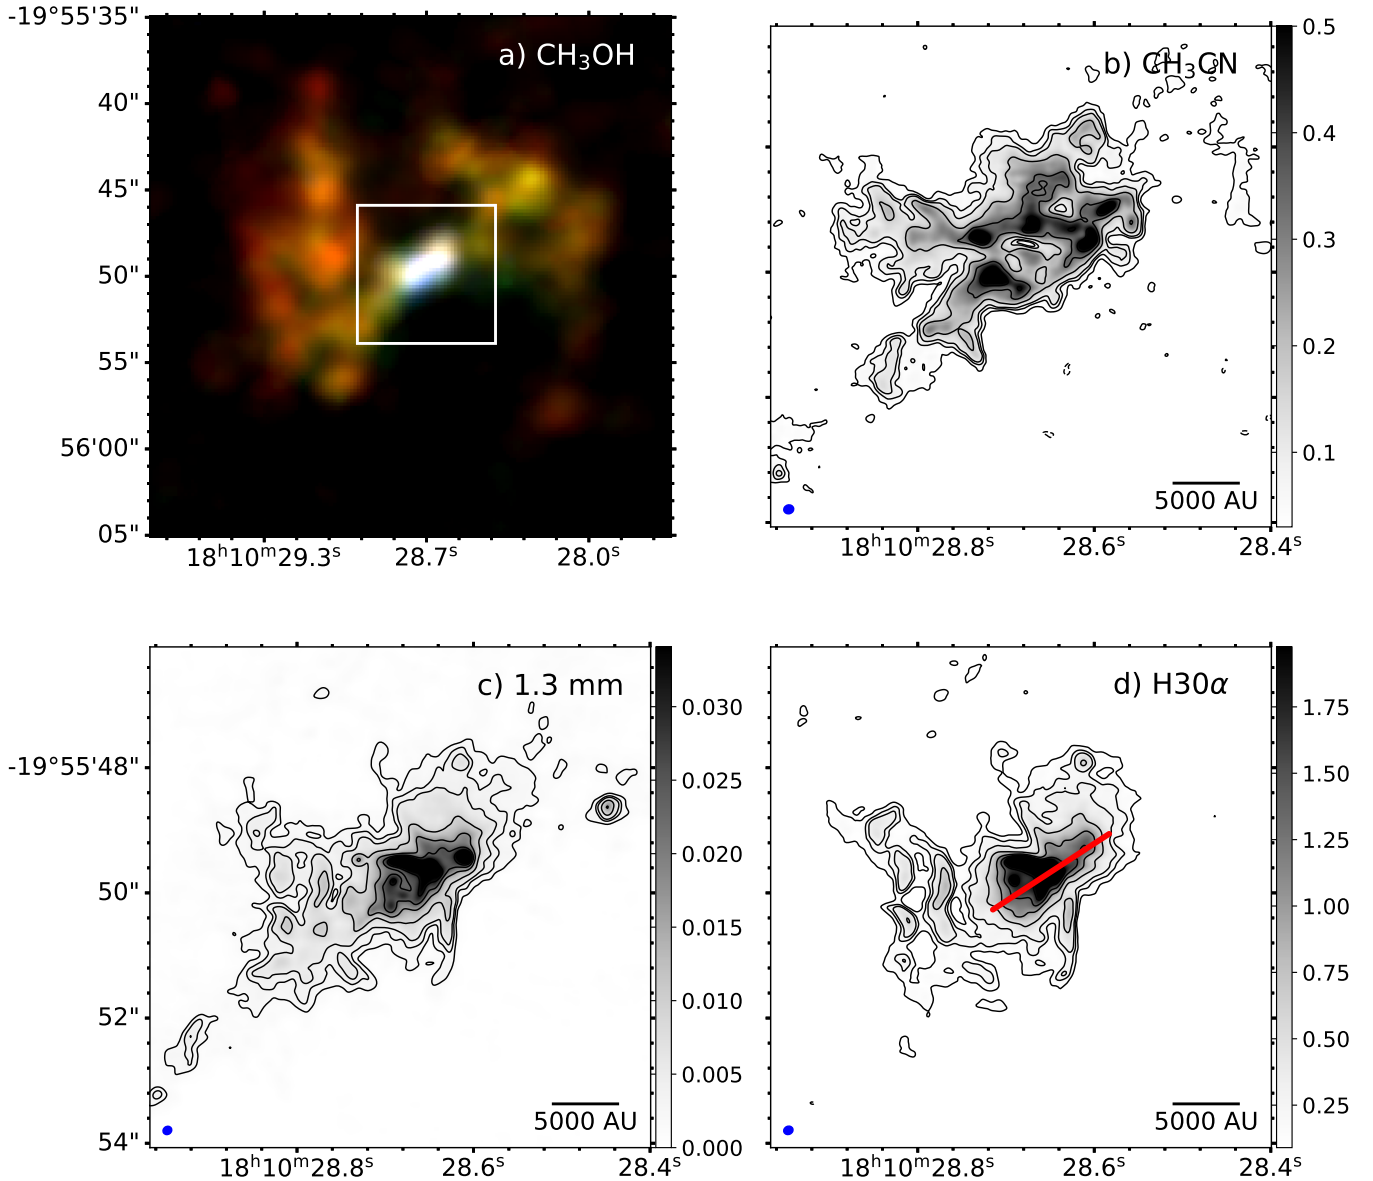 -19°55'35"
a) CH₃OH
40"
45"
50"
55"
56'00"
05"
18ʰ10ᵐ29.3ˢ 28.7ˢ 28.0ˢ
b) CH₃CN
0.5
0.4
0.3
0.2
0.1
5000 AU
18ʰ10ᵐ28.8ˢ 28.6ˢ 28.4ˢ
c) 1.3 mm
-19°55'48"
50"
52"
54"
0.030
0.025
0.020
0.015
0.010
0.005
0.000
5000 AU
18ʰ10ᵐ28.8ˢ 28.6ˢ 28.4ˢ
d) H30α
1.75
1.50
1.25
1.00
0.75
0.50
0.25
5000 AU
18ʰ10ᵐ28.8ˢ 28.6ˢ 28.4ˢ